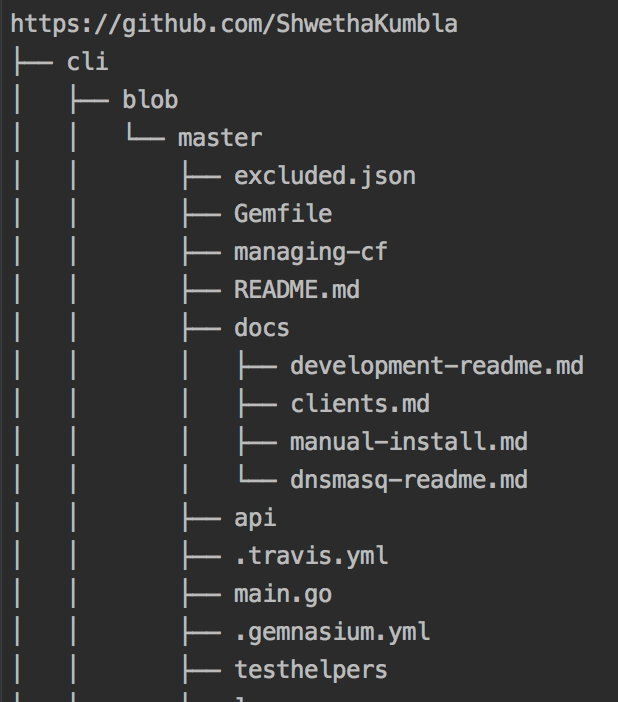 https://github.com/ShwethaKumbla
├── cli
│   ├── blob
│   │   └── master
│   │       ├── excluded.json
│   │       ├── Gemfile
│   │       ├── managing-cf
│   │       ├── README.md
│   │       ├── docs
│   │       │   ├── development-readme.md
│   │       │   ├── clients.md
│   │       │   ├── manual-install.md
│   │       │   └── dnsmasq-readme.md
│   │       ├── api
│   │       ├── .travis.yml
│   │       ├── main.go
│   │       ├── .gemnasium.yml
│   │       ├── testhelpers